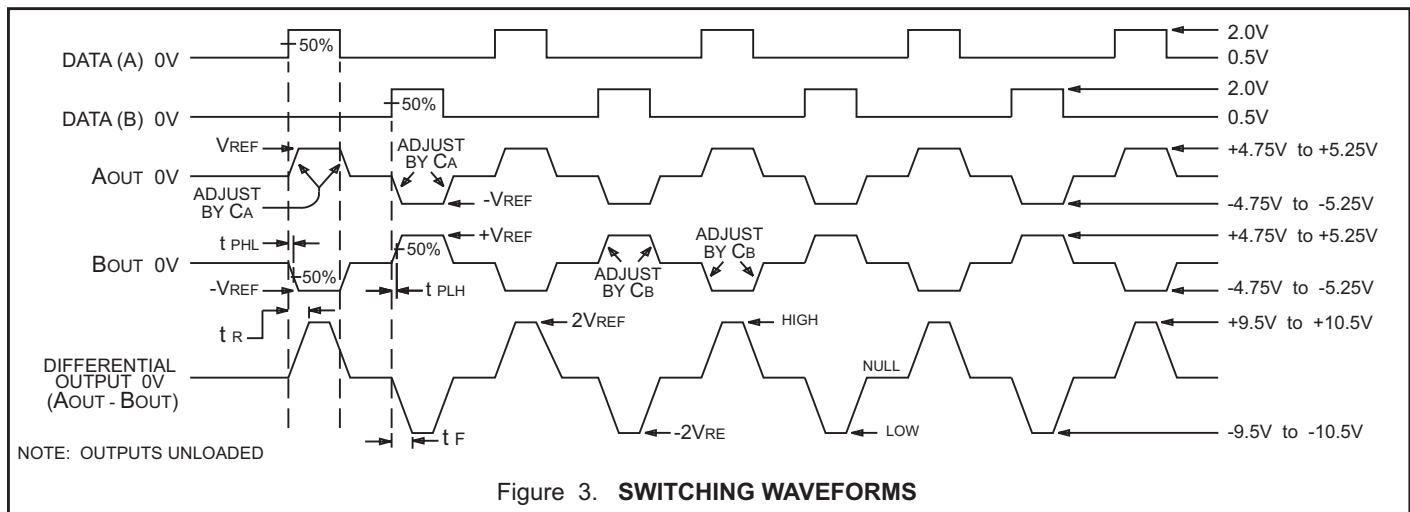 2.0V
50%
DATA (A) 0V
0.5V
2.0V
50%
DATA (B) 0V
0.5V
VREF
ADJUST
BY CA
+4.75V to +5.25V
AOUT 0V
ADJUST
BY CA
-VREF
-4.75V to -5.25V
t PHL
+VREF
ADJUST
BY CB
+4.75V to +5.25V
50%
BOUT 0V
50%
ADJUST
BY CB
-VREF
t PLH
-4.75V to -5.25V
t R
2VREF
HIGH
+9.5V to +10.5V
DIFFERENTIAL
OUTPUT 0V
(AOUT - BOUT)
NULL
t F
-2VRE
LOW
-9.5V to -10.5V
NOTE: OUTPUTS UNLOADED
Figure 3. SWITCHING WAVEFORMS